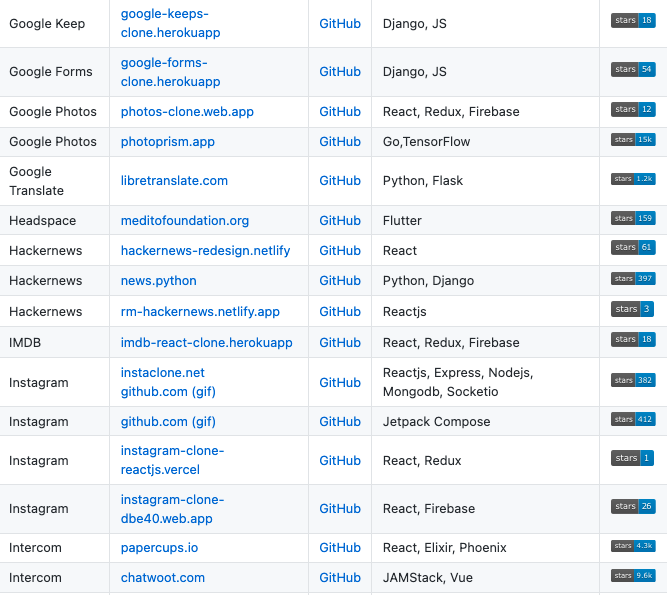 Google Keep google-keeps-clone.herokuapp GitHub Django, JS stars 18
Google Forms google-forms-clone.herokuapp GitHub Django, JS stars 54
Google Photos photos-clone.web.app GitHub React, Redux, Firebase stars 12
Google Photos photoprism.app GitHub Go,TensorFlow stars 15k
Google Translate libretranslate.com GitHub Python, Flask stars 1.2k
Headspace meditofoundation.org GitHub Flutter stars 159
Hackernews hackernews-redesign.netlify GitHub React stars 61
Hackernews news.python GitHub Python, Django stars 397
Hackernews rm-hackernews.netlify.app GitHub Reactjs stars 3
IMDB imdb-react-clone.herokuapp GitHub React, Redux, Firebase stars 18
Instagram instaclone.net github.com (gif) GitHub Reactjs, Express, Nodejs, Mongodb, Socketio stars 382
Instagram github.com (gif) GitHub Jetpack Compose stars 412
Instagram instagram-clone-reactjs.vercel GitHub React, Redux stars 1
Instagram instagram-clone-dbe40.web.app GitHub React, Firebase stars 26
Intercom papercups.io GitHub React, Elixir, Phoenix stars 4.3k
Intercom chatwoot.com GitHub JAMStack, Vue stars 9.6k